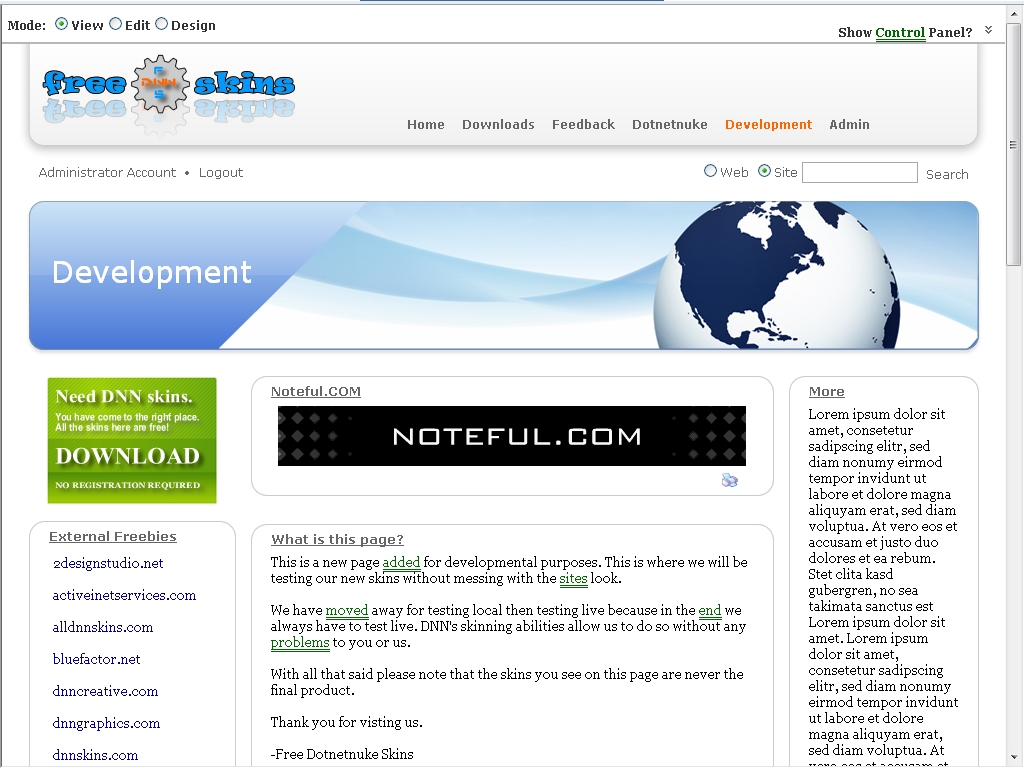 Mode: View Edit Design
Show Control Panel?
free DNN skins
F
S
Home Downloads Feedback Dotnetnuke Development Admin
Administrator Account • Logout
Web Site Search
Development
Need DNN skins.
You have come to the right place.
All the skins here are free!
DOWNLOAD
NO REGISTRATION REQUIRED
External Freebies
2designstudio.net
activeinetservices.com
alldnnskins.com
bluefactor.net
dnncreative.com
dnngraphics.com
dnnskins.com
Noteful.COM
NOTEFUL.COM
What is this page?
This is a new page added for developmental purposes. This is where we will be
testing our new skins without messing with the sites look.
We have moved away for testing local then testing live because in the end we
always have to test live. DNN's skinning abilities allow us to do so without any
problems to you or us.
With all that said please note that the skins you see on this page are never the
final product.
Thank you for visting us.
-Free Dotnetnuke Skins
More
Lorem ipsum dolor sit
amet, consetetur
sadipscing elitr, sed
diam nonumy eirmod
tempor invidunt ut
labore et dolore magna
aliquyam erat, sed diam
voluptua. At vero eos et
accusam et justo duo
dolores et ea rebum.
Stet clita kasd
gubergren, no sea
takimata sanctus est
Lorem ipsum dolor sit
amet. Lorem ipsum
dolor sit amet,
consetetur sadipscing
elitr, sed diam nonumy
eirmod tempor invidunt
ut labore et dolore
magna aliquyam erat,
sed diam voluptua. At
vero eos et accusam et